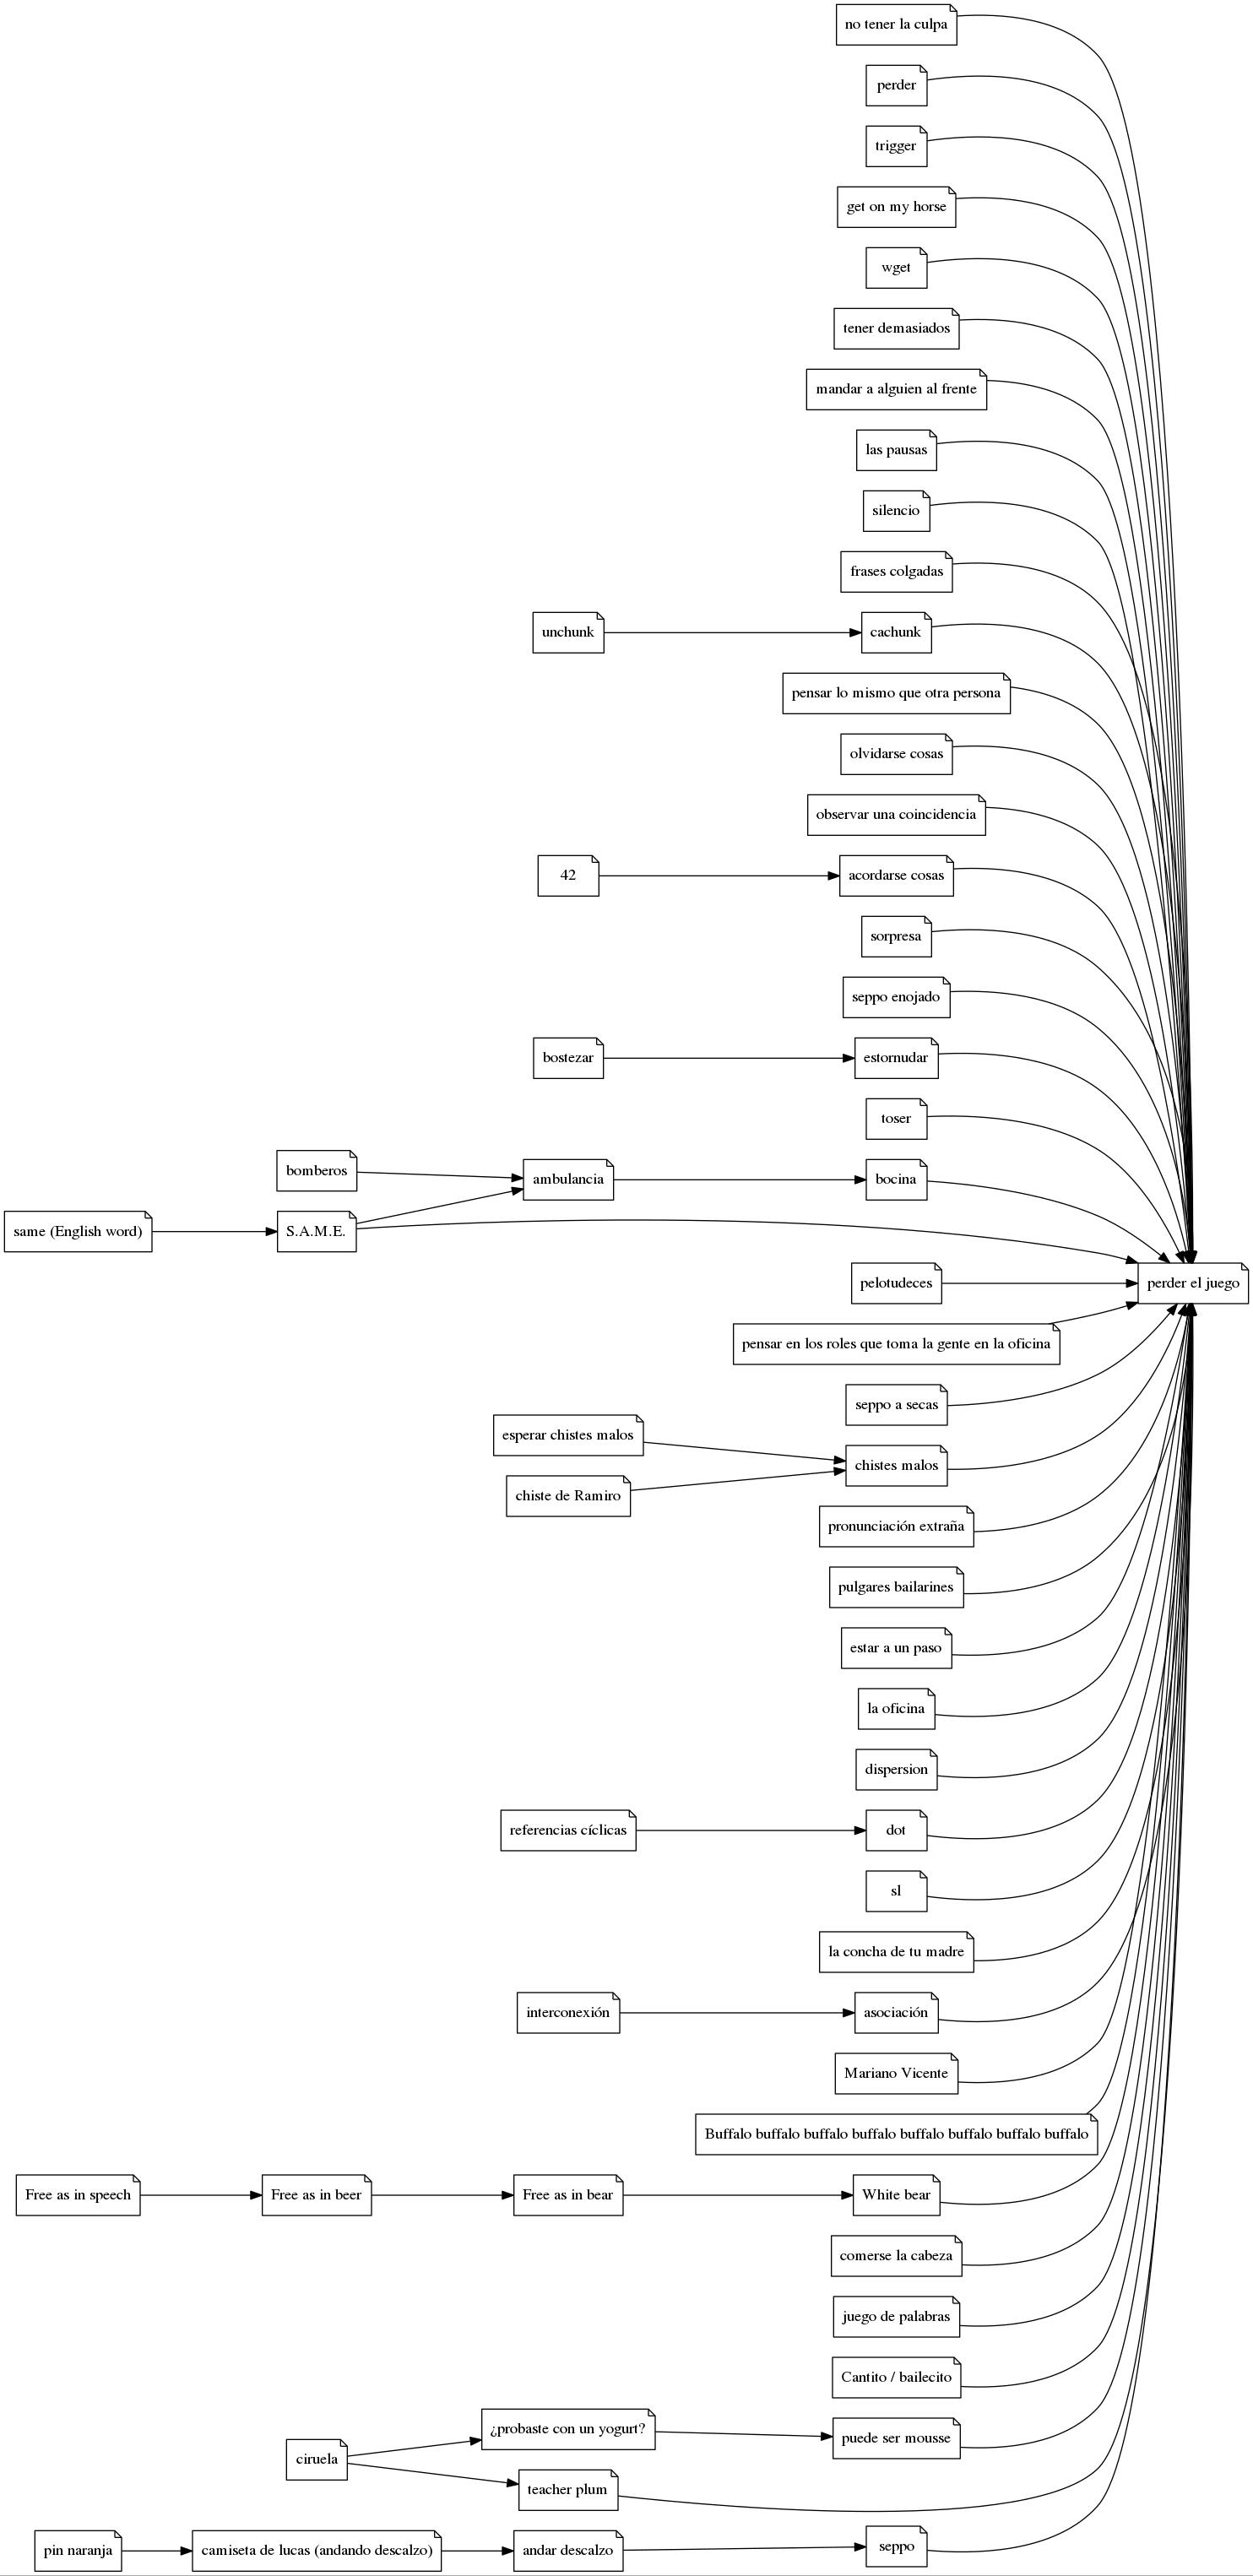 no tener la culpa
perder
trigger
get on my horse
wget
tener demasiados
mandar a alguien al frente
las pausas
silencio
frases colgadas
unchunk
cachunk
pensar lo mismo que otra persona
olvidarse cosas
observar una coincidencia
42
acordarse cosas
sorpresa
seppo enojado
bostezar
estornudar
toser
bomberos
ambulancia
bocina
same (English word)
S.A.M.E.
pelotudeces
perder el juego
pensar en los roles que toma la gente en la oficina
seppo a secas
esperar chistes malos
chistes malos
chiste de Ramiro
pronunciación extraña
pulgares bailarines
estar a un paso
la oficina
dispersion
referencias cíclicas
dot
sl
la concha de tu madre
interconexión
asociación
Mariano Vicente
Buffalo buffalo buffalo buffalo buffalo buffalo buffalo buffalo
Free as in speech
Free as in beer
Free as in bear
White bear
comerse la cabeza
juego de palabras
Cantito / bailecito
¿probaste con un yogurt?
puede ser mousse
ciruela
teacher plum
pin naranja
camiseta de lucas (andando descalzo)
andar descalzo
seppo